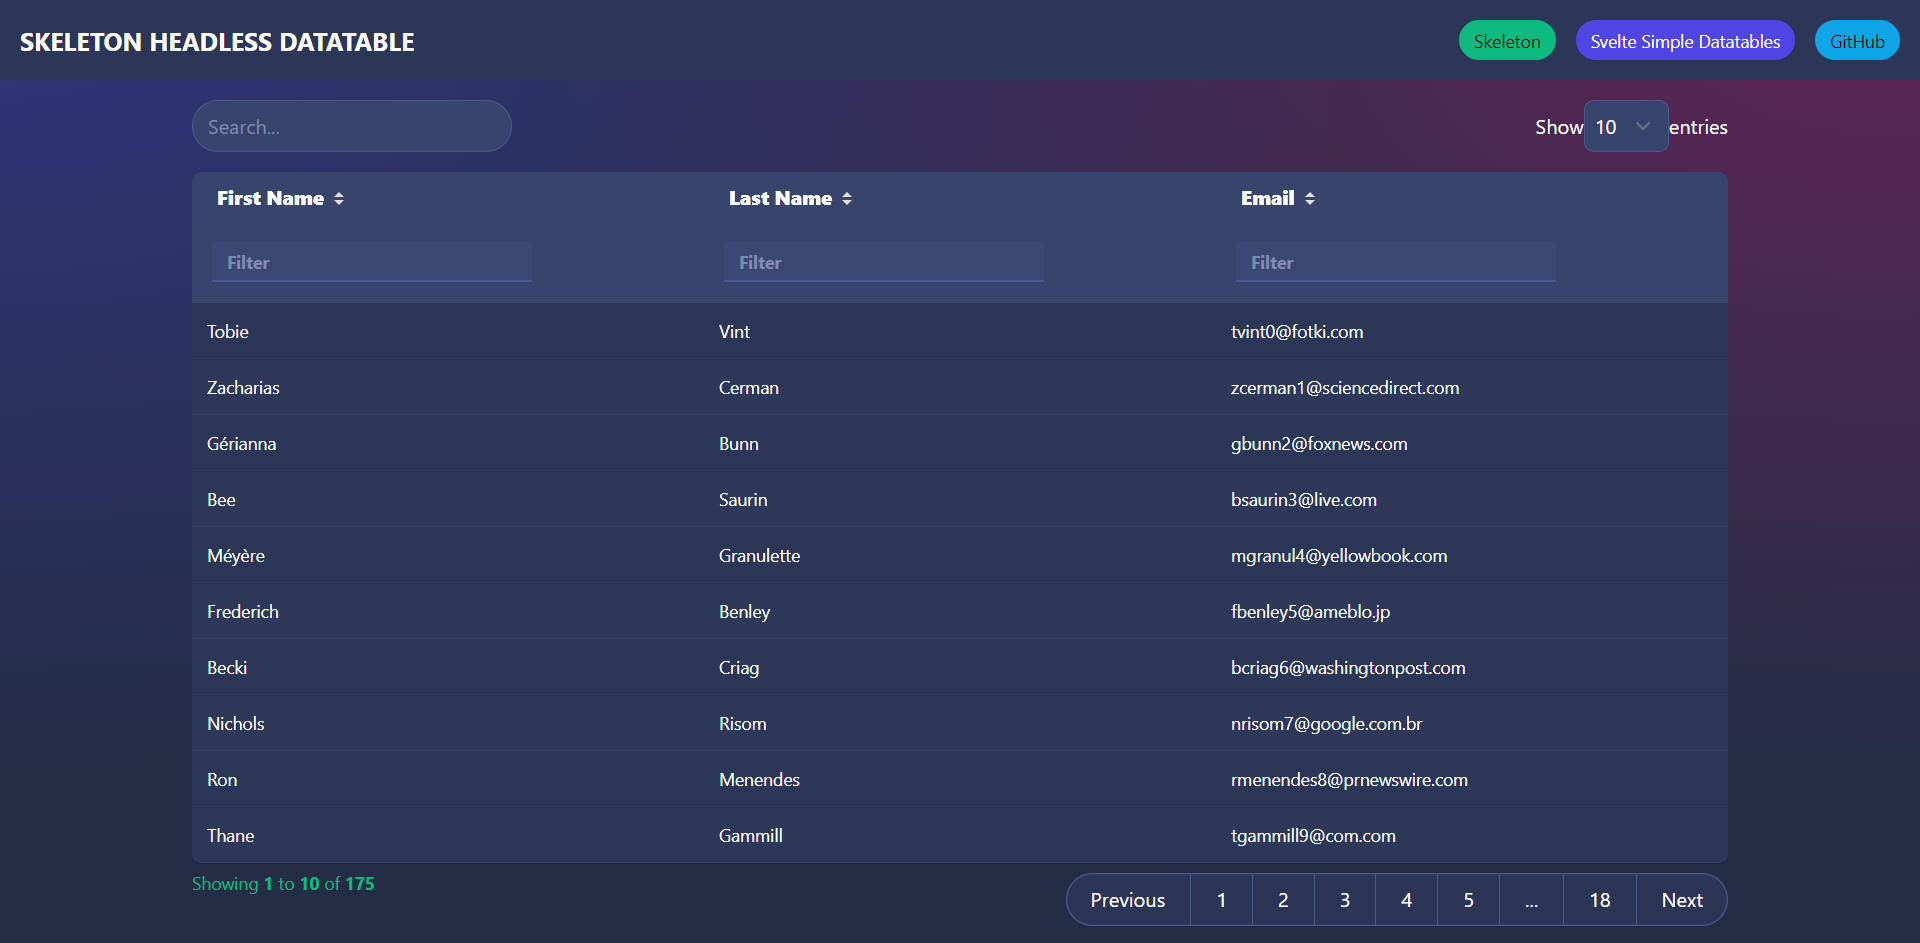 SKELETON HEADLESS DATATABLE Skeleton Svelte Simple Datatables GitHub
Search... Show 10 entries
First Name Last Name Email
Filter Filter Filter
Tobie Vint tvint0@fotki.com
Zacharias Cerman zcerman1@sciencedirect.com
Gérianna Bunn gbunn2@foxnews.com
Bee Saurin bsaurin3@live.com
Méyère Granulette mgranul4@yellowbook.com
Frederich Benley fbenley5@ameblo.jp
Becki Criag bcriag6@washingtonpost.com
Nichols Risom nrisom7@google.com.br
Ron Menendes rmenendes8@prnewswire.com
Thane Gammill tgammill9@com.com
Showing 1 to 10 of 175
Previous 1 2 3 4 5 ... 18 Next